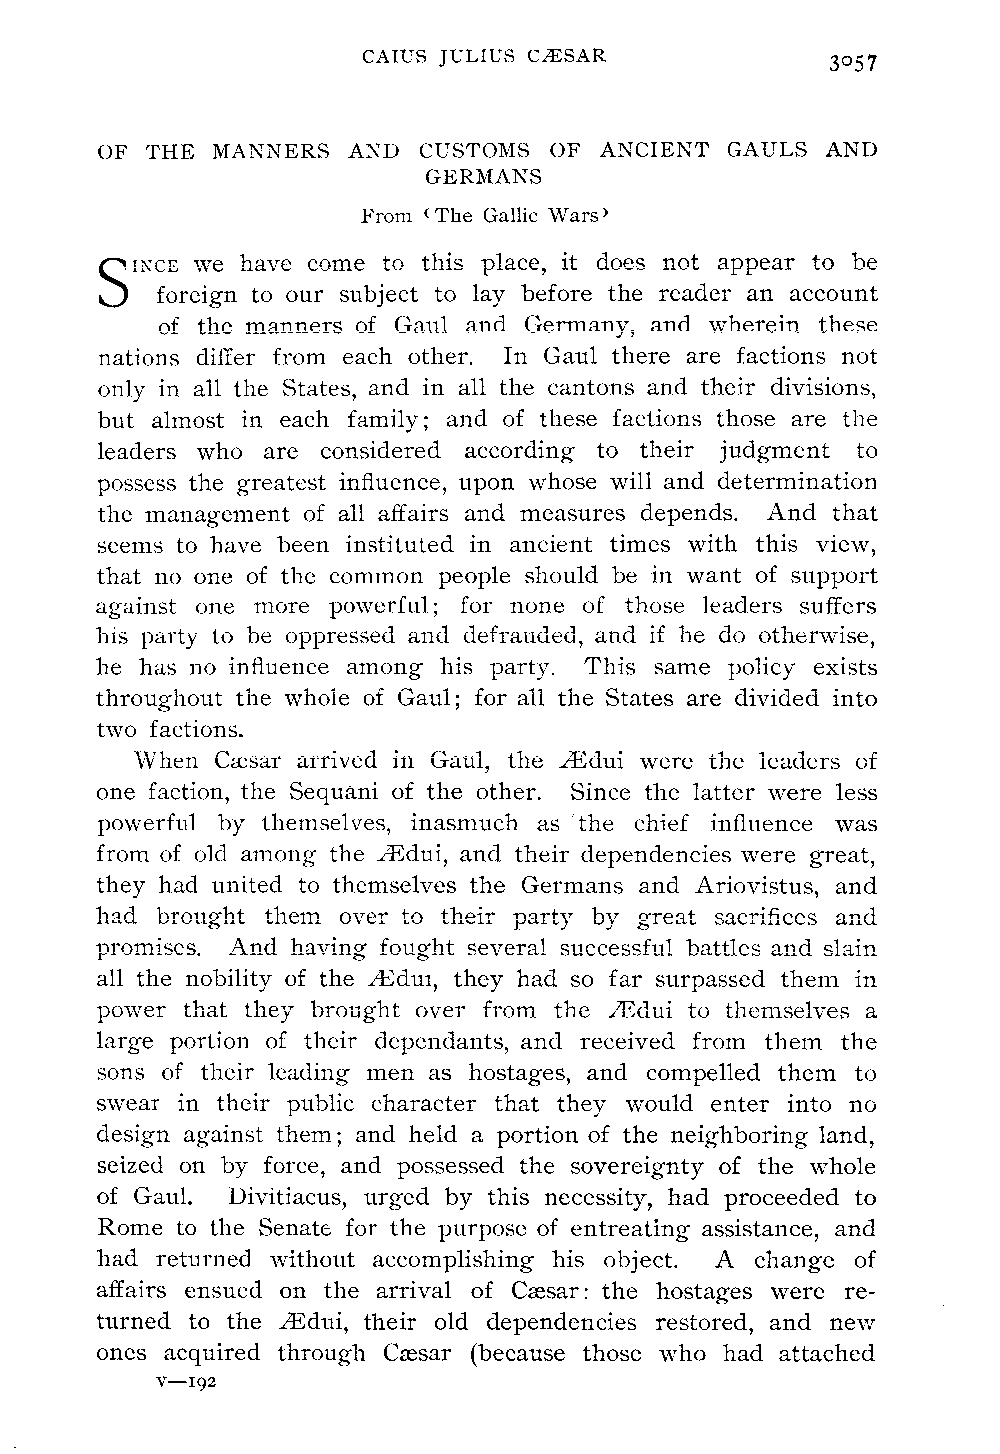 CAIUS JULIUS CÆSAR
3057
OF THE MANNERS AND CUSTOMS OF ANCIENT GAULS AND
GERMANS
From ‹The Gallic Wars›
SINCE we have come to this place, it does not appear to be
foreign to our subject to lay before the reader an account
of the manners of Gaul and Germany, and wherein these
nations differ from each other. In Gaul there are factions not
only in all the States, and in all the cantons and their divisions,
but almost in each family; and of these factions those are the
leaders who are considered according to their judgment to
possess the greatest influence, upon whose will and determination
the management of all affairs and measures depends. And that
seems to have been instituted in ancient times with this view,
that no one of the common people should be in want of support
against one more powerful; for none of those leaders suffers
his party to be oppressed and defrauded, and if he do otherwise,
he has no influence among his party. This same policy exists
throughout the whole of Gaul; for all the States are divided into
two factions.
When Cæsar arrived in Gaul, the Ædui were the leaders of
one faction, the Sequani of the other. Since the latter were less
powerful by themselves, inasmuch as the chief influence was
from of old among the Ædui, and their dependencies were great,
they had united to themselves the Germans and Ariovistus, and
had brought them over to their party by great sacrifices and
promises. And having fought several successful battles and slain
all the nobility of the Ædui, they had so far surpassed them in
power that they brought over from the Ædui to themselves a
large portion of their dependants, and received from them the
sons of their leading men as hostages, and compelled them to
swear in their public character that they would enter into no
design against them; and held a portion of the neighboring land,
seized on by force, and possessed the sovereignty of the whole
of Gaul. Divitiacus, urged by this necessity, had proceeded to
Rome to the Senate for the purpose of entreating assistance, and
had returned without accomplishing his object. A change of
affairs ensued on the arrival of Cæsar: the hostages were re-
turned to the Ædui, their old dependencies restored, and new
ones acquired through Cæsar (because those who had attached
V—192